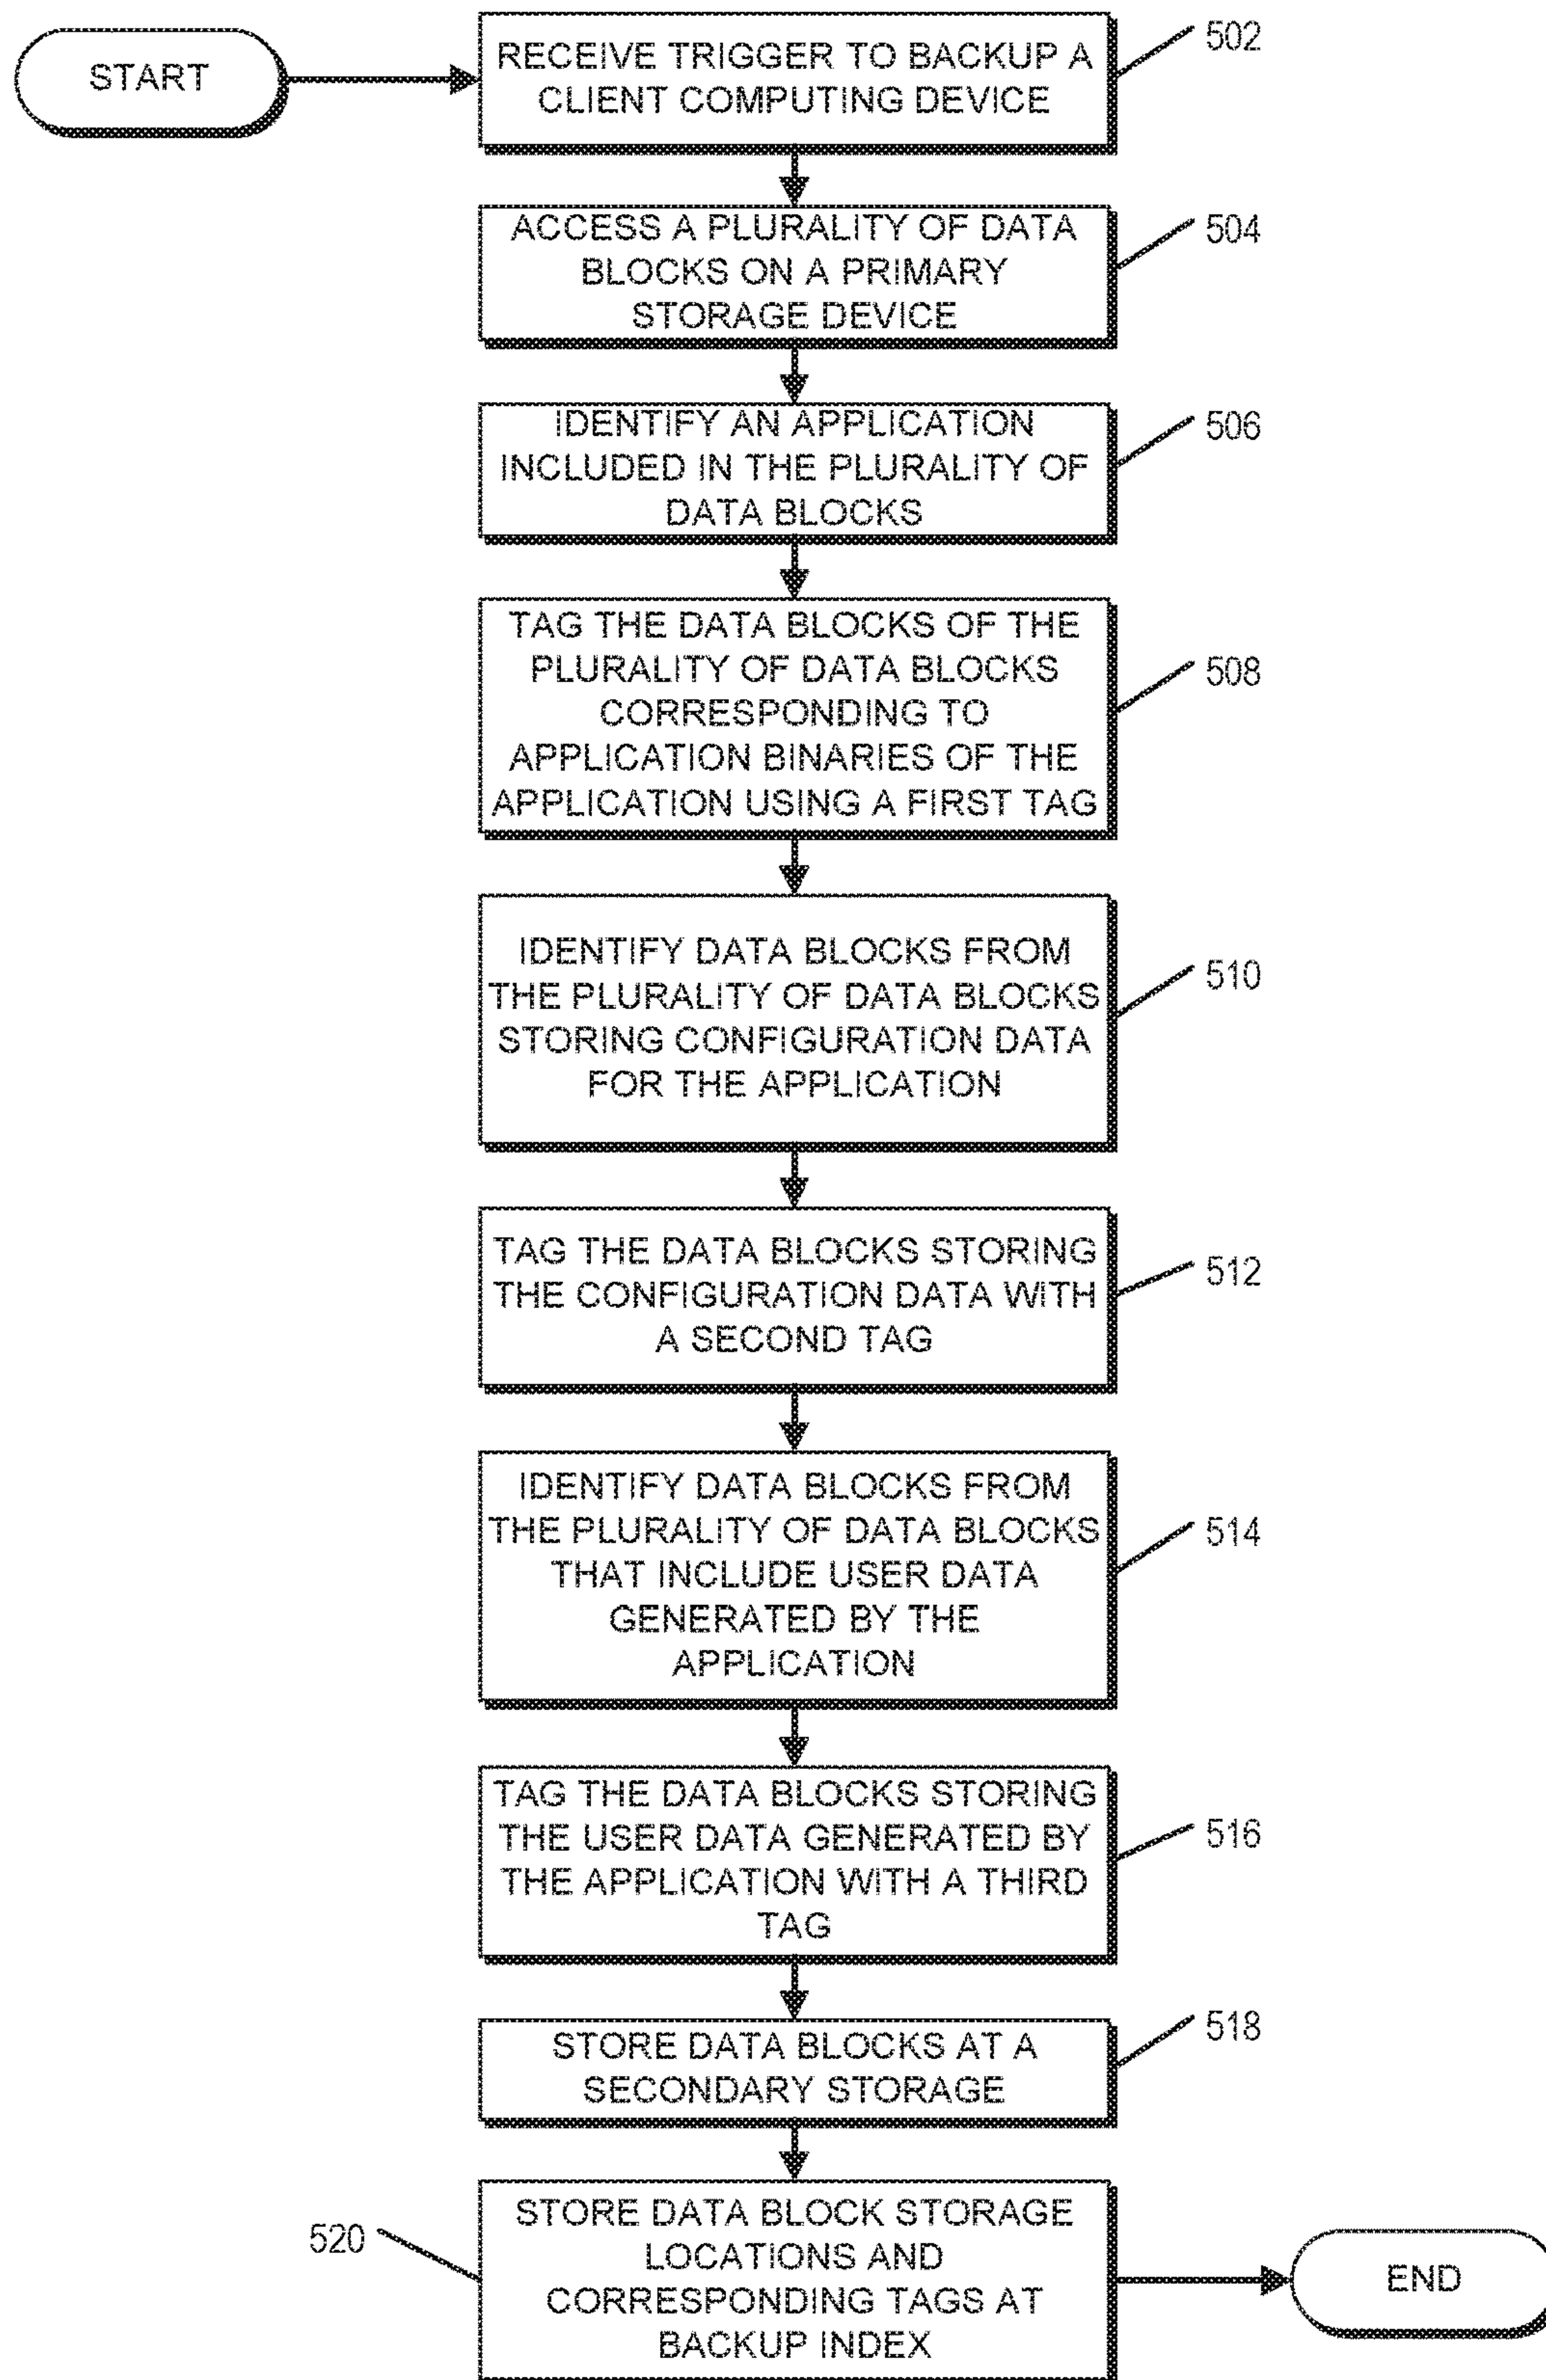 START
RECEIVE TRIGGER TO BACKUP A
CLIENT COMPUTING DEVICE
502
ACCESS A PLURALITY OF DATA
BLOCKS ON A PRIMARY
STORAGE DEVICE
504
IDENTIFY AN APPLICATION
INCLUDED IN THE PLURALITY OF
DATA BLOCKS
506
TAG THE DATA BLOCKS OF THE
PLURALITY OF DATA BLOCKS
CORRESPONDING TO
APPLICATION BINARIES OF THE
APPLICATION USING A FIRST TAG
508
IDENTIFY DATA BLOCKS FROM
THE PLURALITY OF DATA BLOCKS
STORING CONFIGURATION DATA
FOR THE APPLICATION
510
TAG THE DATA BLOCKS STORING
THE CONFIGURATION DATA WITH
A SECOND TAG
512
IDENTIFY DATA BLOCKS FROM
THE PLURALITY OF DATA BLOCKS
THAT INCLUDE USER DATA
GENERATED BY THE
APPLICATION
514
TAG THE DATA BLOCKS STORING
THE USER DATA GENERATED BY
THE APPLICATION WITH A THIRD
TAG
516
STORE DATA BLOCKS AT A
SECONDARY STORAGE
518
520
STORE DATA BLOCK STORAGE
LOCATIONS AND
CORRESPONDING TAGS AT
BACKUP INDEX
END